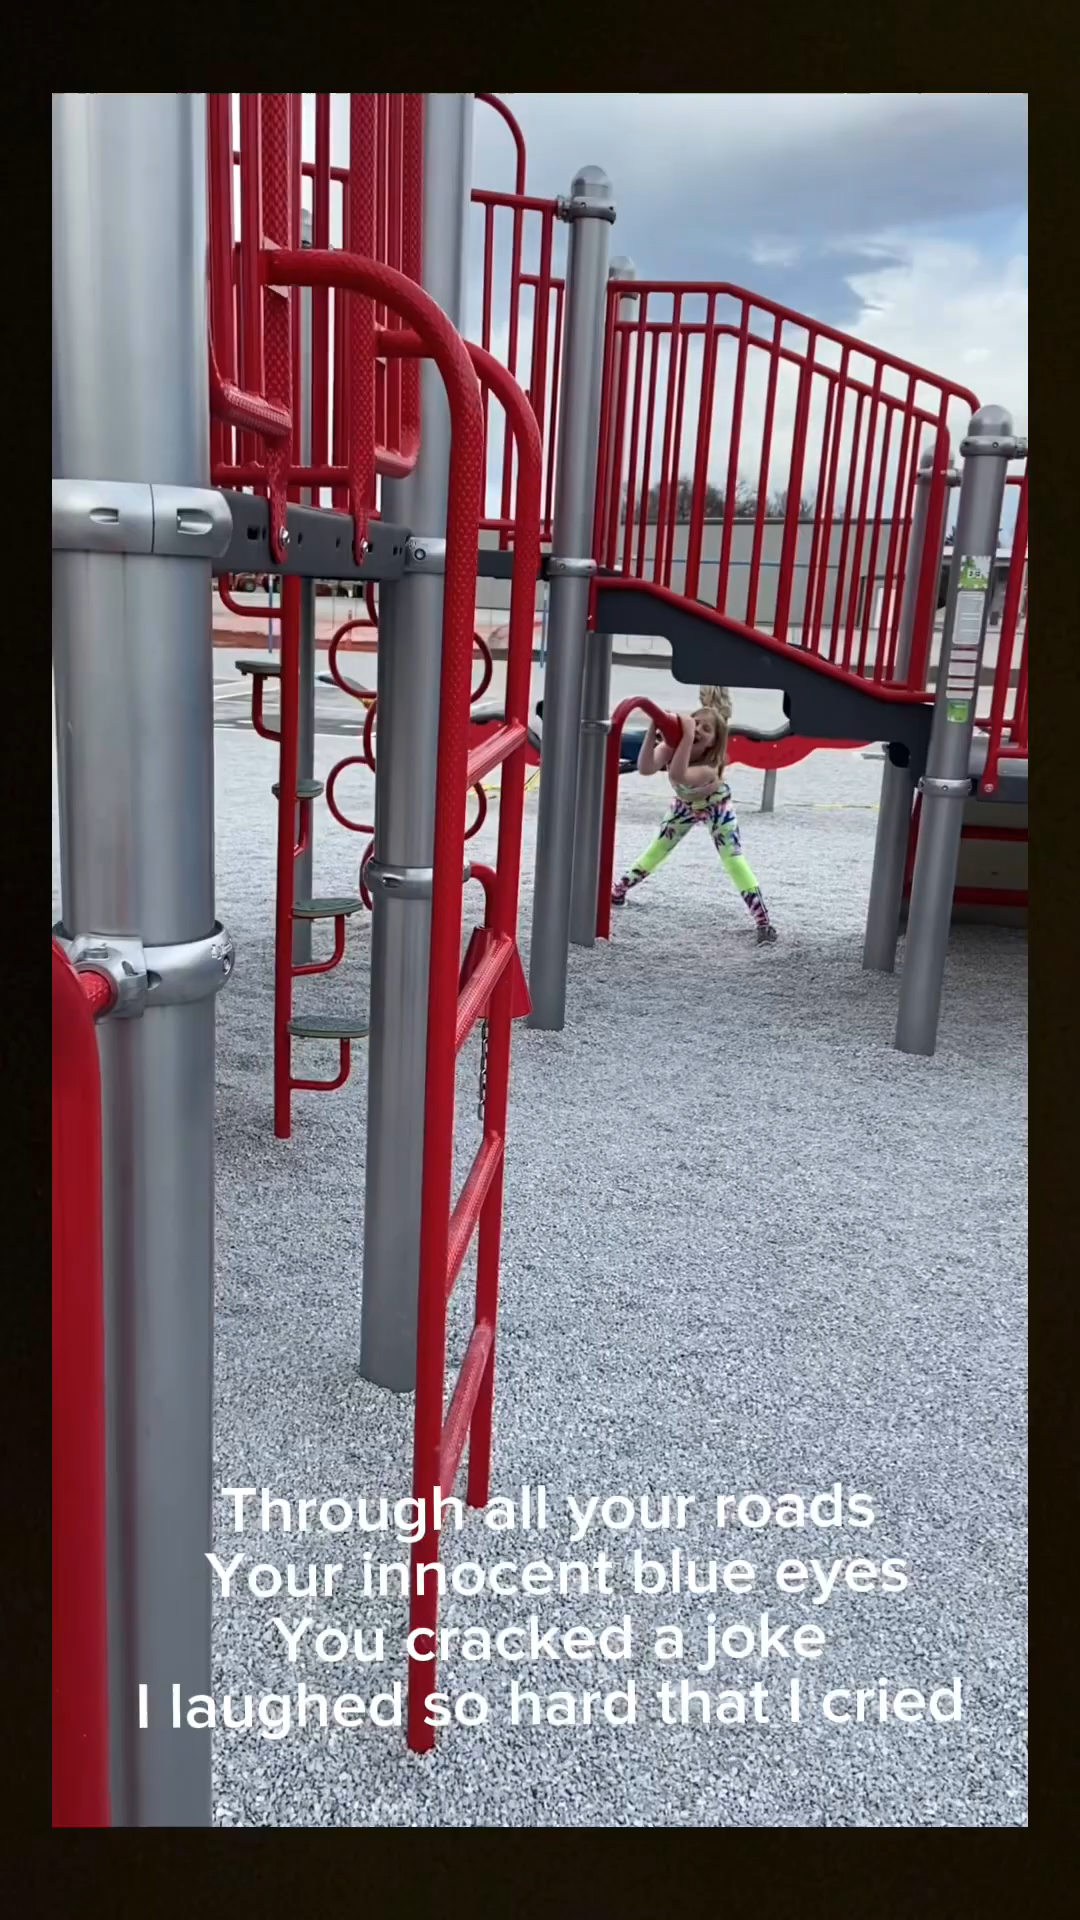 Through all your roads
Your innocent blue eyes
You cracked a joke
I laughed so hard that I cried